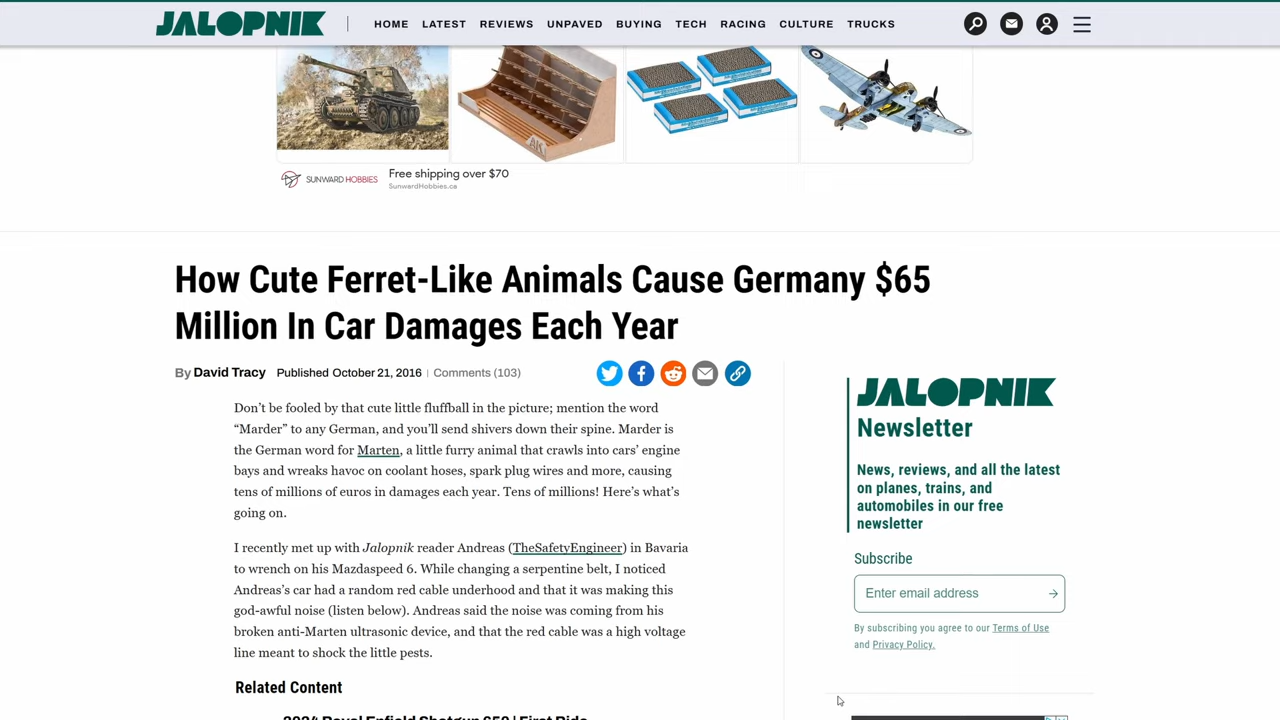 JALOPNIK
HOME LATEST REVIEWS UNPAVED BUYING TECH RACING CULTURE TRUCKS
AK
SUNWARD HOBBIES
Free shipping over $70
SunwardHobbies.ca
How Cute Ferret-Like Animals Cause Germany $65
Million In Car Damages Each Year
By David Tracy Published October 21, 2016 | Comments (103)
Don't be fooled by that cute little fluffball in the picture; mention the word
“Marder” to any German, and you'll send shivers down their spine. Marder is
the German word for Marten, a little furry animal that crawls into cars' engine
bays and wreaks havoc on coolant hoses, spark plug wires and more, causing
tens of millions of euros in damages each year. Tens of millions! Here's what's
going on.
I recently met up with Jalopnik reader Andreas (TheSafetyEngineer) in Bavaria
to wrench on his Mazdaspeed 6. While changing a serpentine belt, I noticed
Andreas's car had a random red cable underhood and that it was making this
god-awful noise (listen below). Andreas said the noise was coming from his
broken anti-Marten ultrasonic device, and that the red cable was a high voltage
line meant to shock the little pests.
Related Content
2024 Royal Enfield Shotgun 650 | First Ride
JALOPNIK
Newsletter
News, reviews, and all the latest
on planes, trains, and
automobiles in our free
newsletter
Subscribe
Enter email address
By subscribing you agree to our Terms of Use
and Privacy Policy.